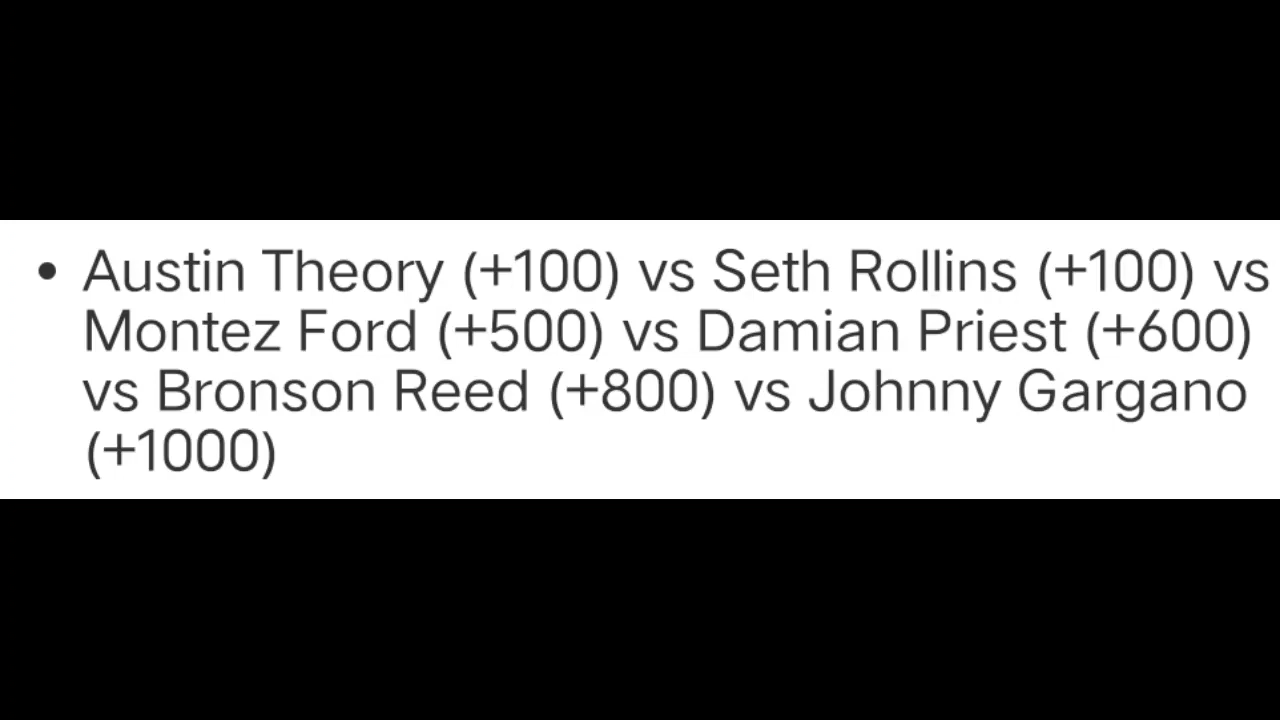 • Austin Theory (+100) vs Seth Rollins (+100) vs
Montez Ford (+500) vs Damian Priest (+600)
vs Bronson Reed (+800) vs Johnny Gargano
(+1000)